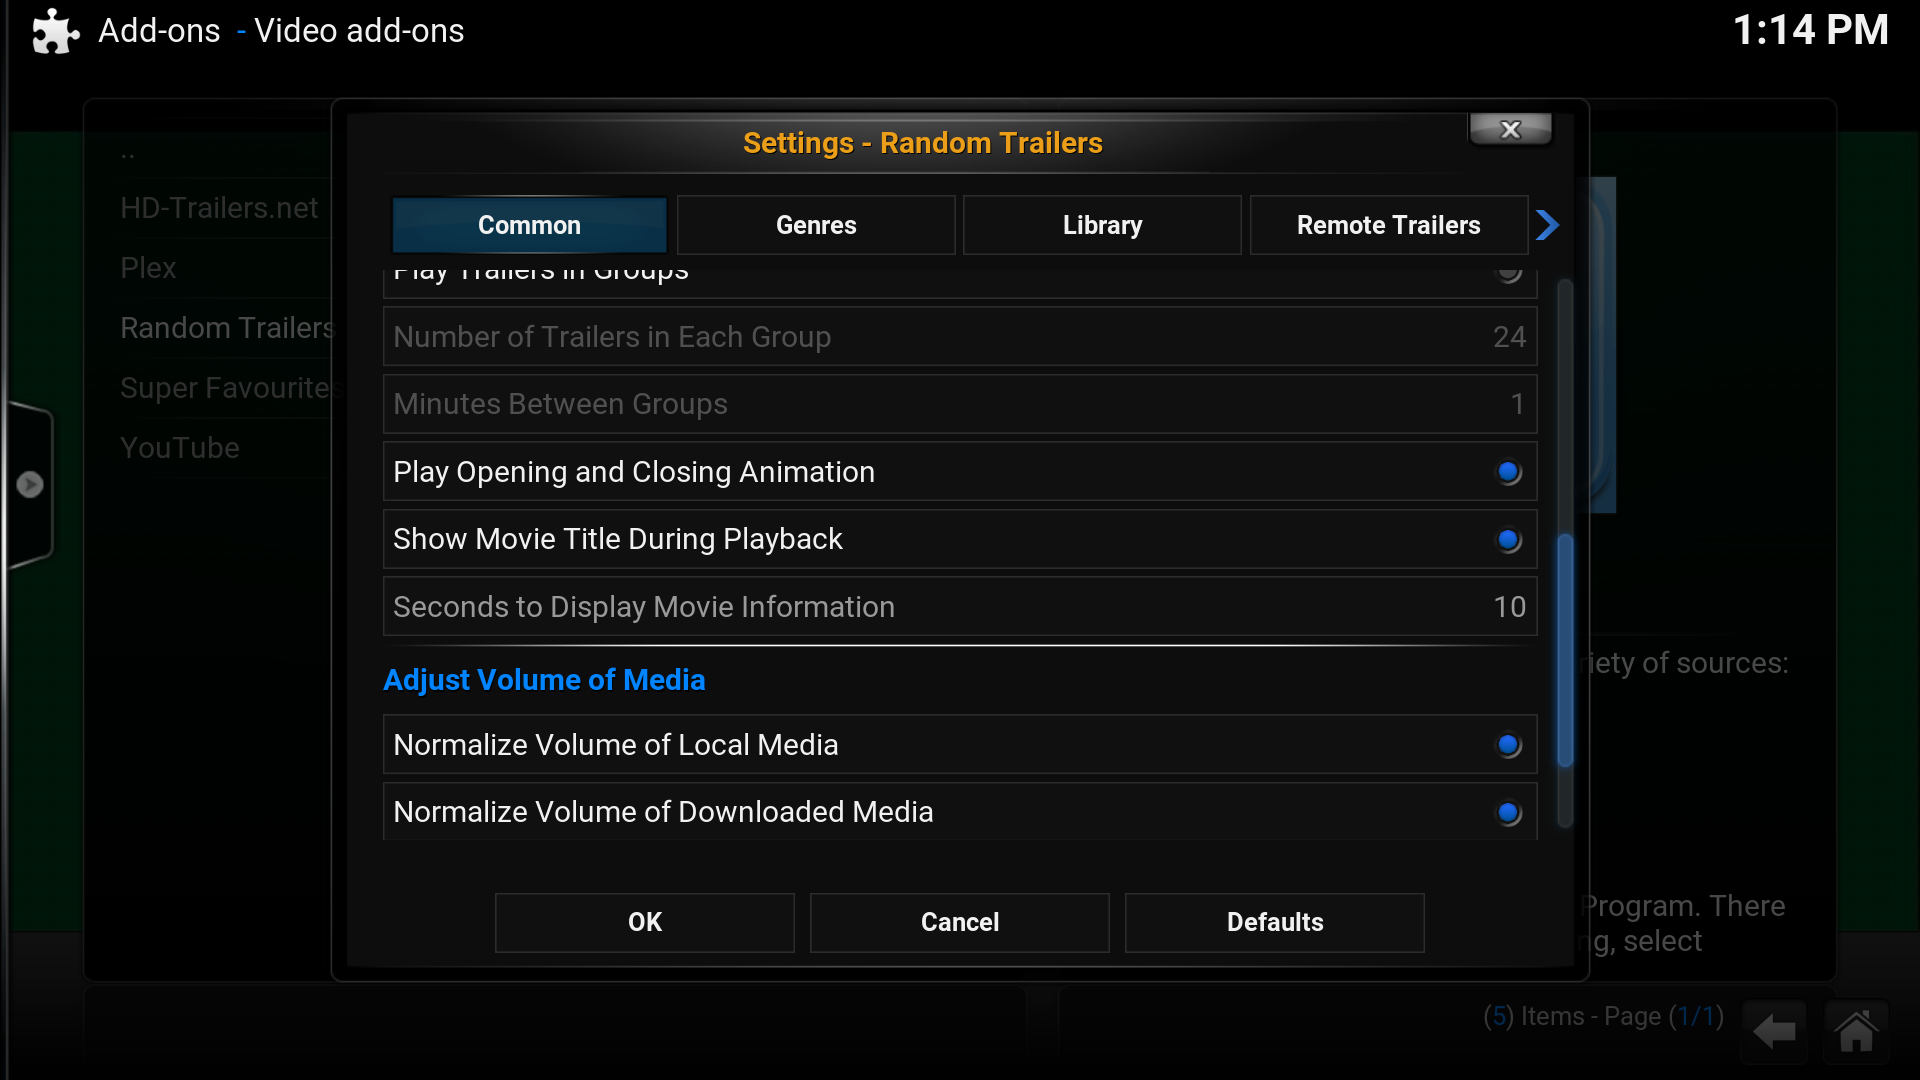 Add-ons - Video add-ons
1:14 PM
Settings - Random Trailers
X
Common
Genres
Library
Remote Trailers
..
HD-Trailers.net
Plex
Random Trailers
Super Favourites
YouTube
Play Trailers in Groups
Number of Trailers in Each Group 24
Minutes Between Groups 1
Play Opening and Closing Animation
Show Movie Title During Playback
Seconds to Display Movie Information 10
Adjust Volume of Media
Normalize Volume of Local Media
Normalize Volume of Downloaded Media
OK
Cancel
Defaults
riety of sources:
Program. There
ng, select
(5) Items - Page (1/1)